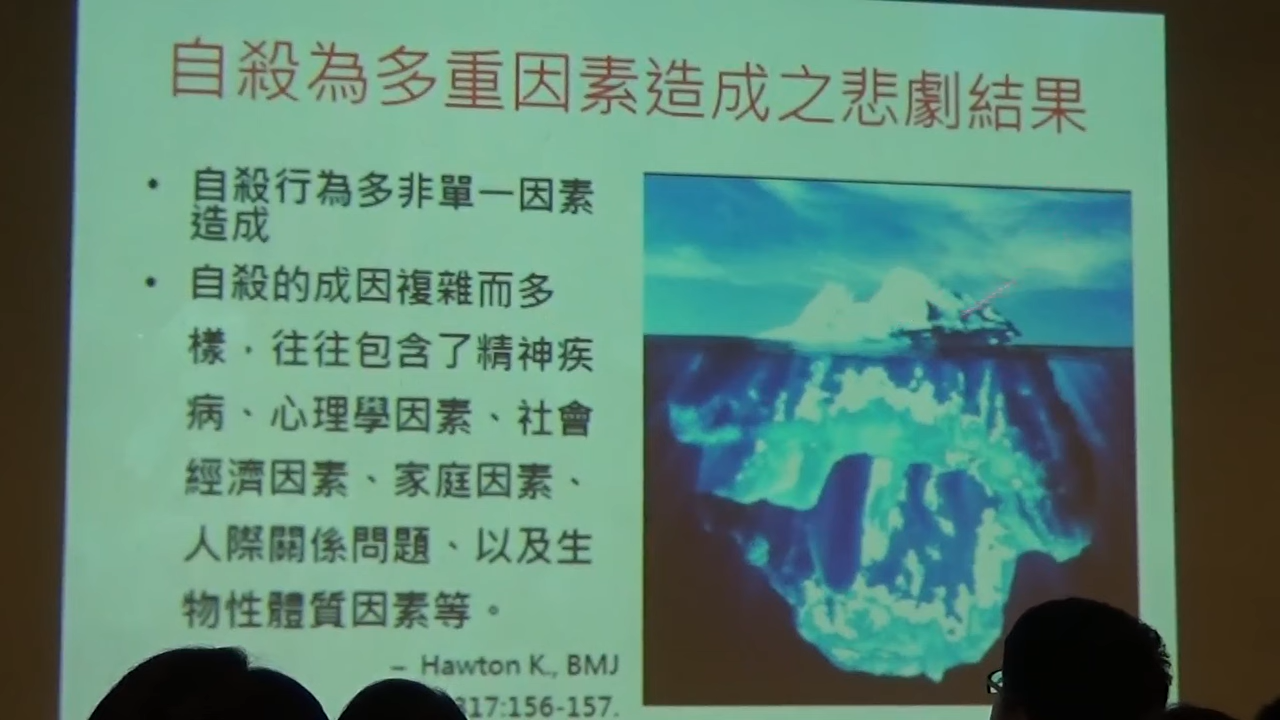 自殺為多重因素造成之悲劇結果
• 自殺行為多非單一因素
造成
• 自殺的成因複雜而多
樣，往往包含了精神疾
病、心理學因素、社會
經濟因素、家庭因素、
人際關係問題、以及生
物性體質因素等。
– Hawton K., BMJ
317:156-157.